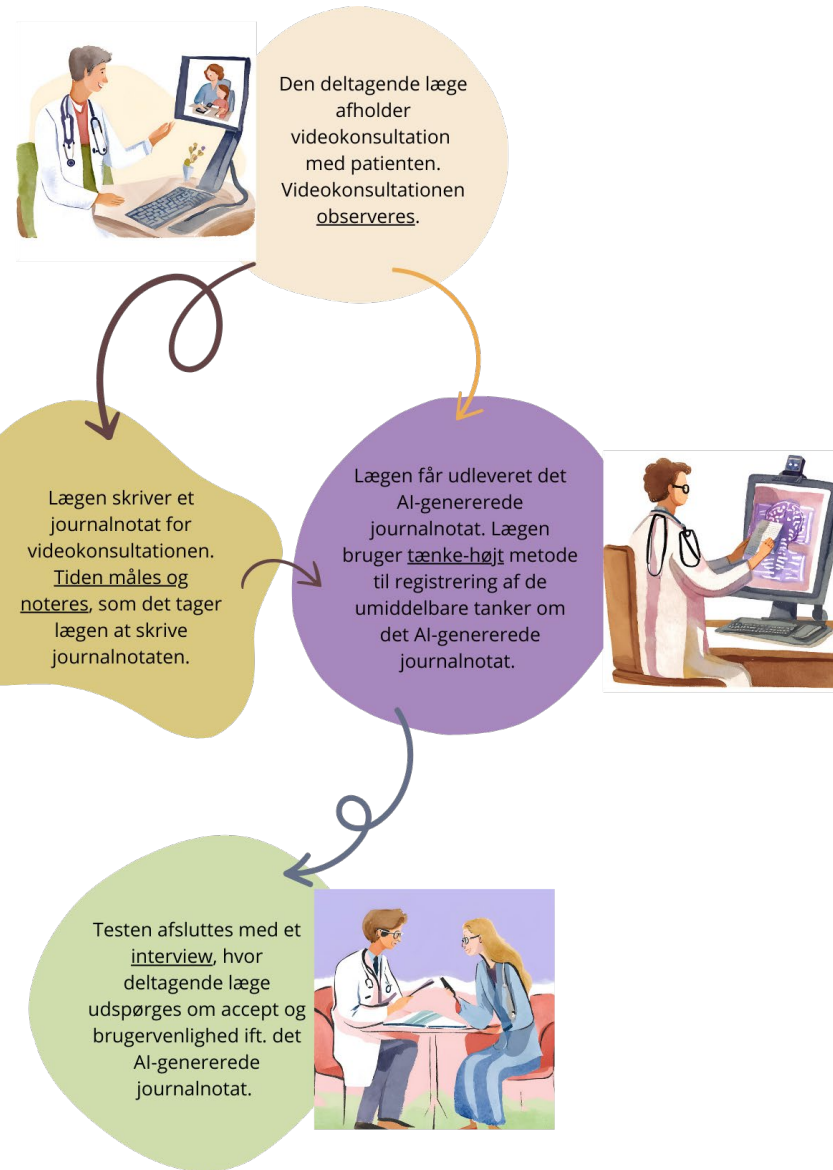 Den deltagende læge
afholder
videokonsultation
med patienten.
Videokonsultationen
observeres.
Lægen skriver et
journalnotat for
videokonsultationen.
Tiden måles og
noteres, som det tager
lægen at skrive
journalnotaten.
Lægen får udleveret det
AI-genererede
journalnotat. Lægen
bruger tænke-højt metode
til registrering af de
umiddelbare tanker om
det AI-genererede
journalnotat.
Testen afsluttes med et
interview, hvor
deltagende læge
udspørges om accept og
brugervenlighed ift. det
AI-genererede
journalnotat.